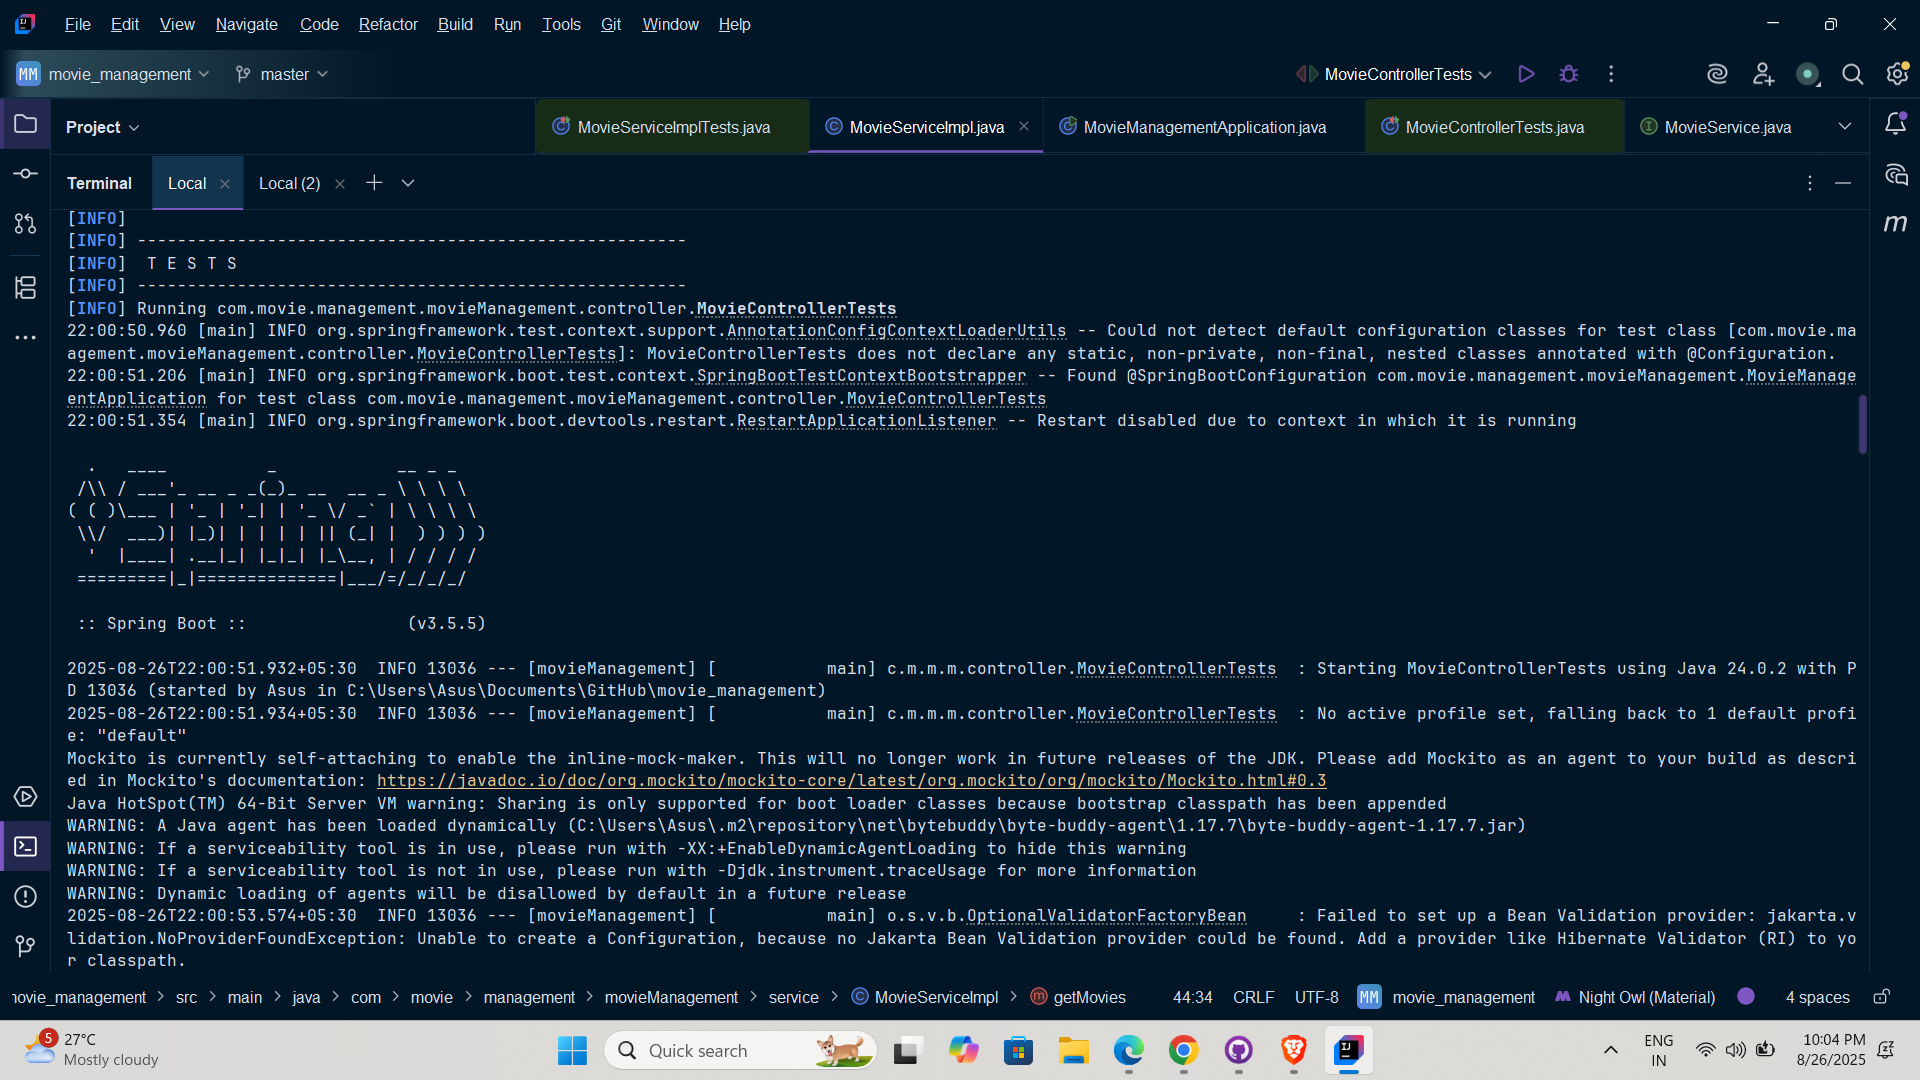 File Edit View Navigate Code Refactor Build Run Tools Git Window Help
MM movie_management master MovieControllerTests
Project MovieServiceImplTests.java MovieServiceImpl.java MovieManagementApplication.java MovieControllerTests.java MovieService.java
Terminal Local Local (2)
[INFO]
[INFO] -------------------------------------------------------
[INFO]  T E S T S
[INFO] -------------------------------------------------------
[INFO] Running com.movie.management.movieManagement.controller.MovieControllerTests
22:00:50.960 [main] INFO org.springframework.test.context.support.AnnotationConfigContextLoaderUtils -- Could not detect default configuration classes for test class [com.movie.ma
agement.movieManagement.controller.MovieControllerTests]: MovieControllerTests does not declare any static, non-private, non-final, nested classes annotated with @Configuration.
22:00:51.206 [main] INFO org.springframework.boot.test.context.SpringBootTestContextBootstrapper -- Found @SpringBootConfiguration com.movie.management.movieManagement.MovieManage
entApplication for test class com.movie.management.movieManagement.controller.MovieControllerTests
22:00:51.354 [main] INFO org.springframework.boot.devtools.restart.RestartApplicationListener -- Restart disabled due to context in which it is running
  .   ____          _            __ _ _
 /\\ / ___'_ __ _ _(_)_ __  __ _ \ \ \ \
( ( )\___ | '_ | '_| | '_ \/ _` | \ \ \ \
 \\/  ___)| |_)| | | | | || (_| |  ) ) ) )
  '  |____| .__|_| |_|_| |_\__, | / / / /
 =========|_|==============|___/=/_/_/_/
 :: Spring Boot ::                (v3.5.5)
2025-08-26T22:00:51.932+05:30  INFO 13036 --- [movieManagement] [           main] c.m.m.m.controller.MovieControllerTests  : Starting MovieControllerTests using Java 24.0.2 with P
D 13036 (started by Asus in C:\Users\Asus\Documents\GitHub\movie_management)
2025-08-26T22:00:51.934+05:30  INFO 13036 --- [movieManagement] [           main] c.m.m.m.controller.MovieControllerTests  : No active profile set, falling back to 1 default profi
e: "default"
Mockito is currently self-attaching to enable the inline-mock-maker. This will no longer work in future releases of the JDK. Please add Mockito as an agent to your build as descri
ed in Mockito's documentation: https://javadoc.io/doc/org.mockito/mockito-core/latest/org.mockito/org/mockito/Mockito.html#0.3
Java HotSpot(TM) 64-Bit Server VM warning: Sharing is only supported for boot loader classes because bootstrap classpath has been appended
WARNING: A Java agent has been loaded dynamically (C:\Users\Asus\.m2\repository\net\bytebuddy\byte-buddy-agent\1.17.7\byte-buddy-agent-1.17.7.jar)
WARNING: If a serviceability tool is in use, please run with -XX:+EnableDynamicAgentLoading to hide this warning
WARNING: If a serviceability tool is not in use, please run with -Djdk.instrument.traceUsage for more information
WARNING: Dynamic loading of agents will be disallowed by default in a future release
2025-08-26T22:00:53.574+05:30  INFO 13036 --- [movieManagement] [           main] o.s.v.b.OptionalValidatorFactoryBean     : Failed to set up a Bean Validation provider: jakarta.v
lidation.NoProviderFoundException: Unable to create a Configuration, because no Jakarta Bean Validation provider could be found. Add a provider like Hibernate Validator (RI) to yo
r classpath.
movie_management > src > main > java > com > movie > management > movieManagement > service > MovieServiceImpl > getMovies 44:34 CRLF UTF-8 MM movie_management Night Owl (Material) 4 spaces
5 27°C
Mostly cloudy
Quick search
ENG
IN
10:04 PM
8/26/2025